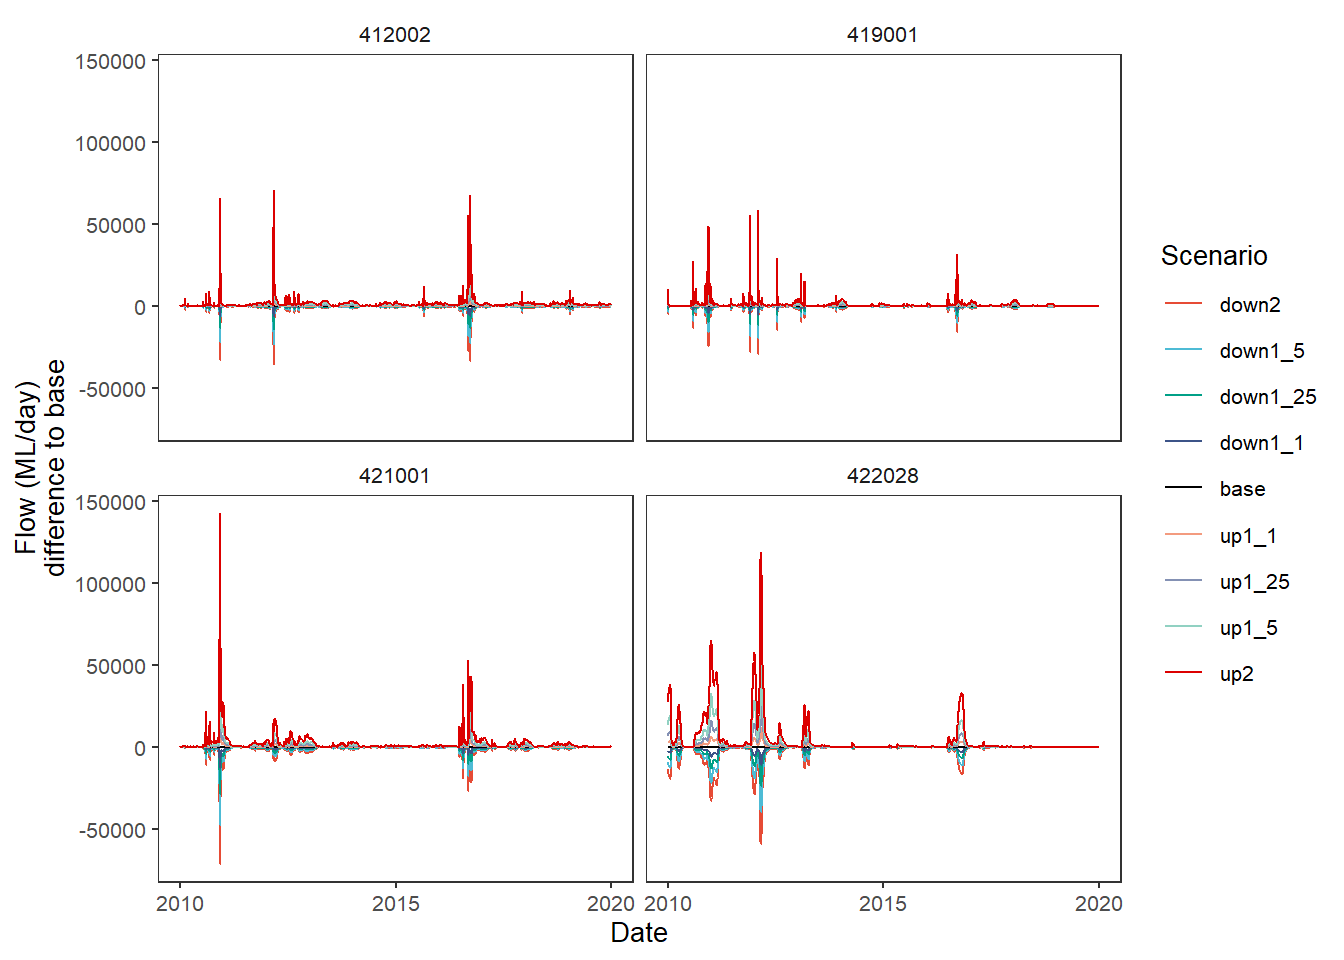 412002
419001
150000
100000
50000
0
-50000
421001
422028
150000
100000
50000
0
-50000
2010
2015
2020
2010
2015
2020
Date
Flow (ML/day)
difference to base
Scenario
down2
down1_5
down1_25
down1_1
base
up1_1
up1_25
up1_5
up2